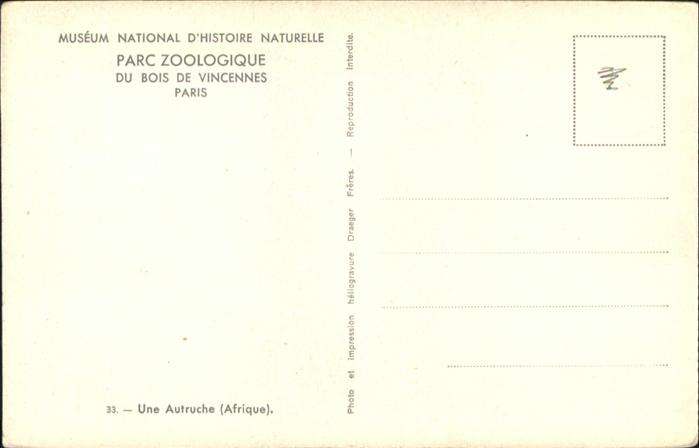 MUSÉUM NATIONAL D'HISTOIRE NATURELLE
PARC ZOOLOGIQUE
DU BOIS DE VINCENNES
PARIS
33. — Une Autruche (Afrique).
Photo et impression héliogravure Draeger Frères. — Reproduction Interdite.